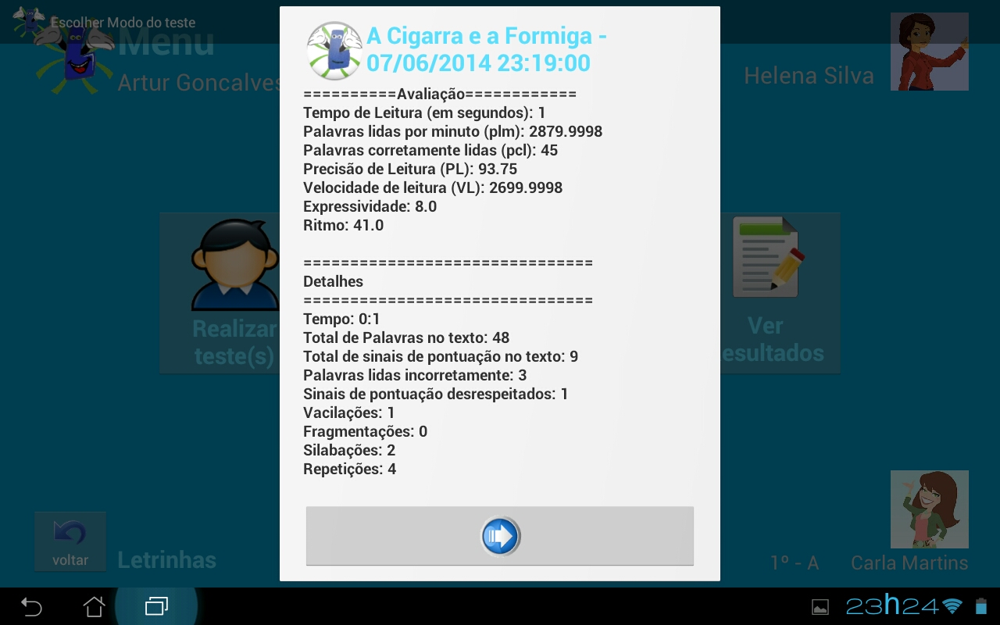 Escolher Modo do teste
Menu
Artur Goncalves
Helena Silva
A Cigarra e a Formiga -
07/06/2014 23:19:00
==========Avaliação============
Tempo de Leitura (em segundos): 1
Palavras lidas por minuto (plm): 2879.9998
Palavras corretamente lidas (pcl): 45
Precisão de Leitura (PL): 93.75
Velocidade de leitura (VL): 2699.9998
Expressividade: 8.0
Ritmo: 41.0
===============================
Detalhes
===============================
Tempo: 0:1
Total de Palavras no texto: 48
Total de sinais de pontuação no texto: 9
Palavras lidas incorretamente: 3
Sinais de pontuação desrespeitados: 1
Vacilações: 1
Fragmentações: 0
Silabações: 2
Repetições: 4
Realizar
teste(s)
Ver
esultados
voltar
Letrinhas
1º - A
Carla Martins
23h24